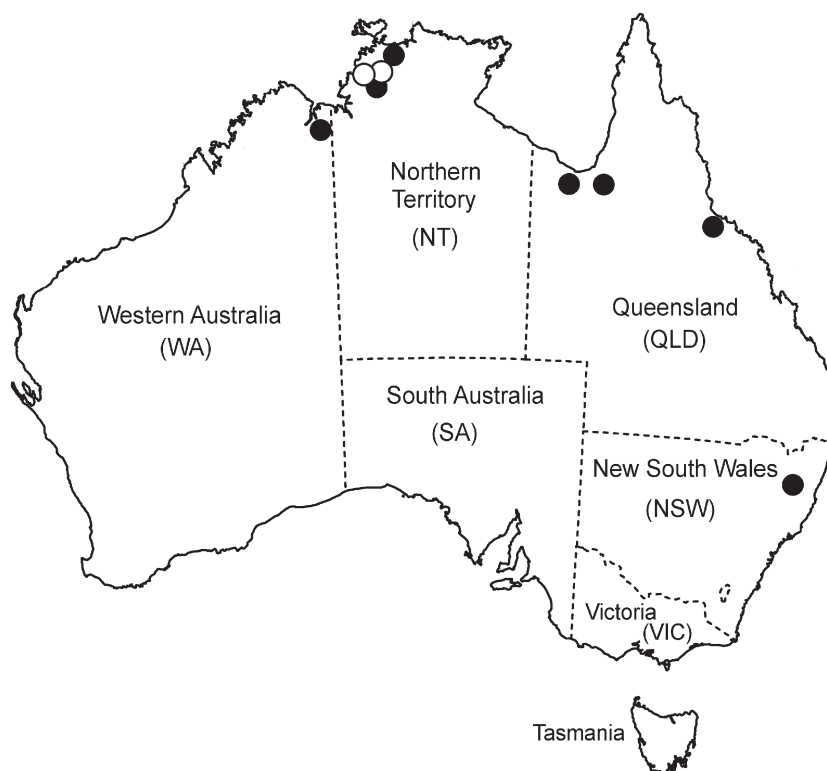 Northern
Territory
(NT)
Western Australia
(WA)
Queensland
(QLD)
South Australia
(SA)
New South Wales
(NSW)
Victoria
(VIC)
Tasmania